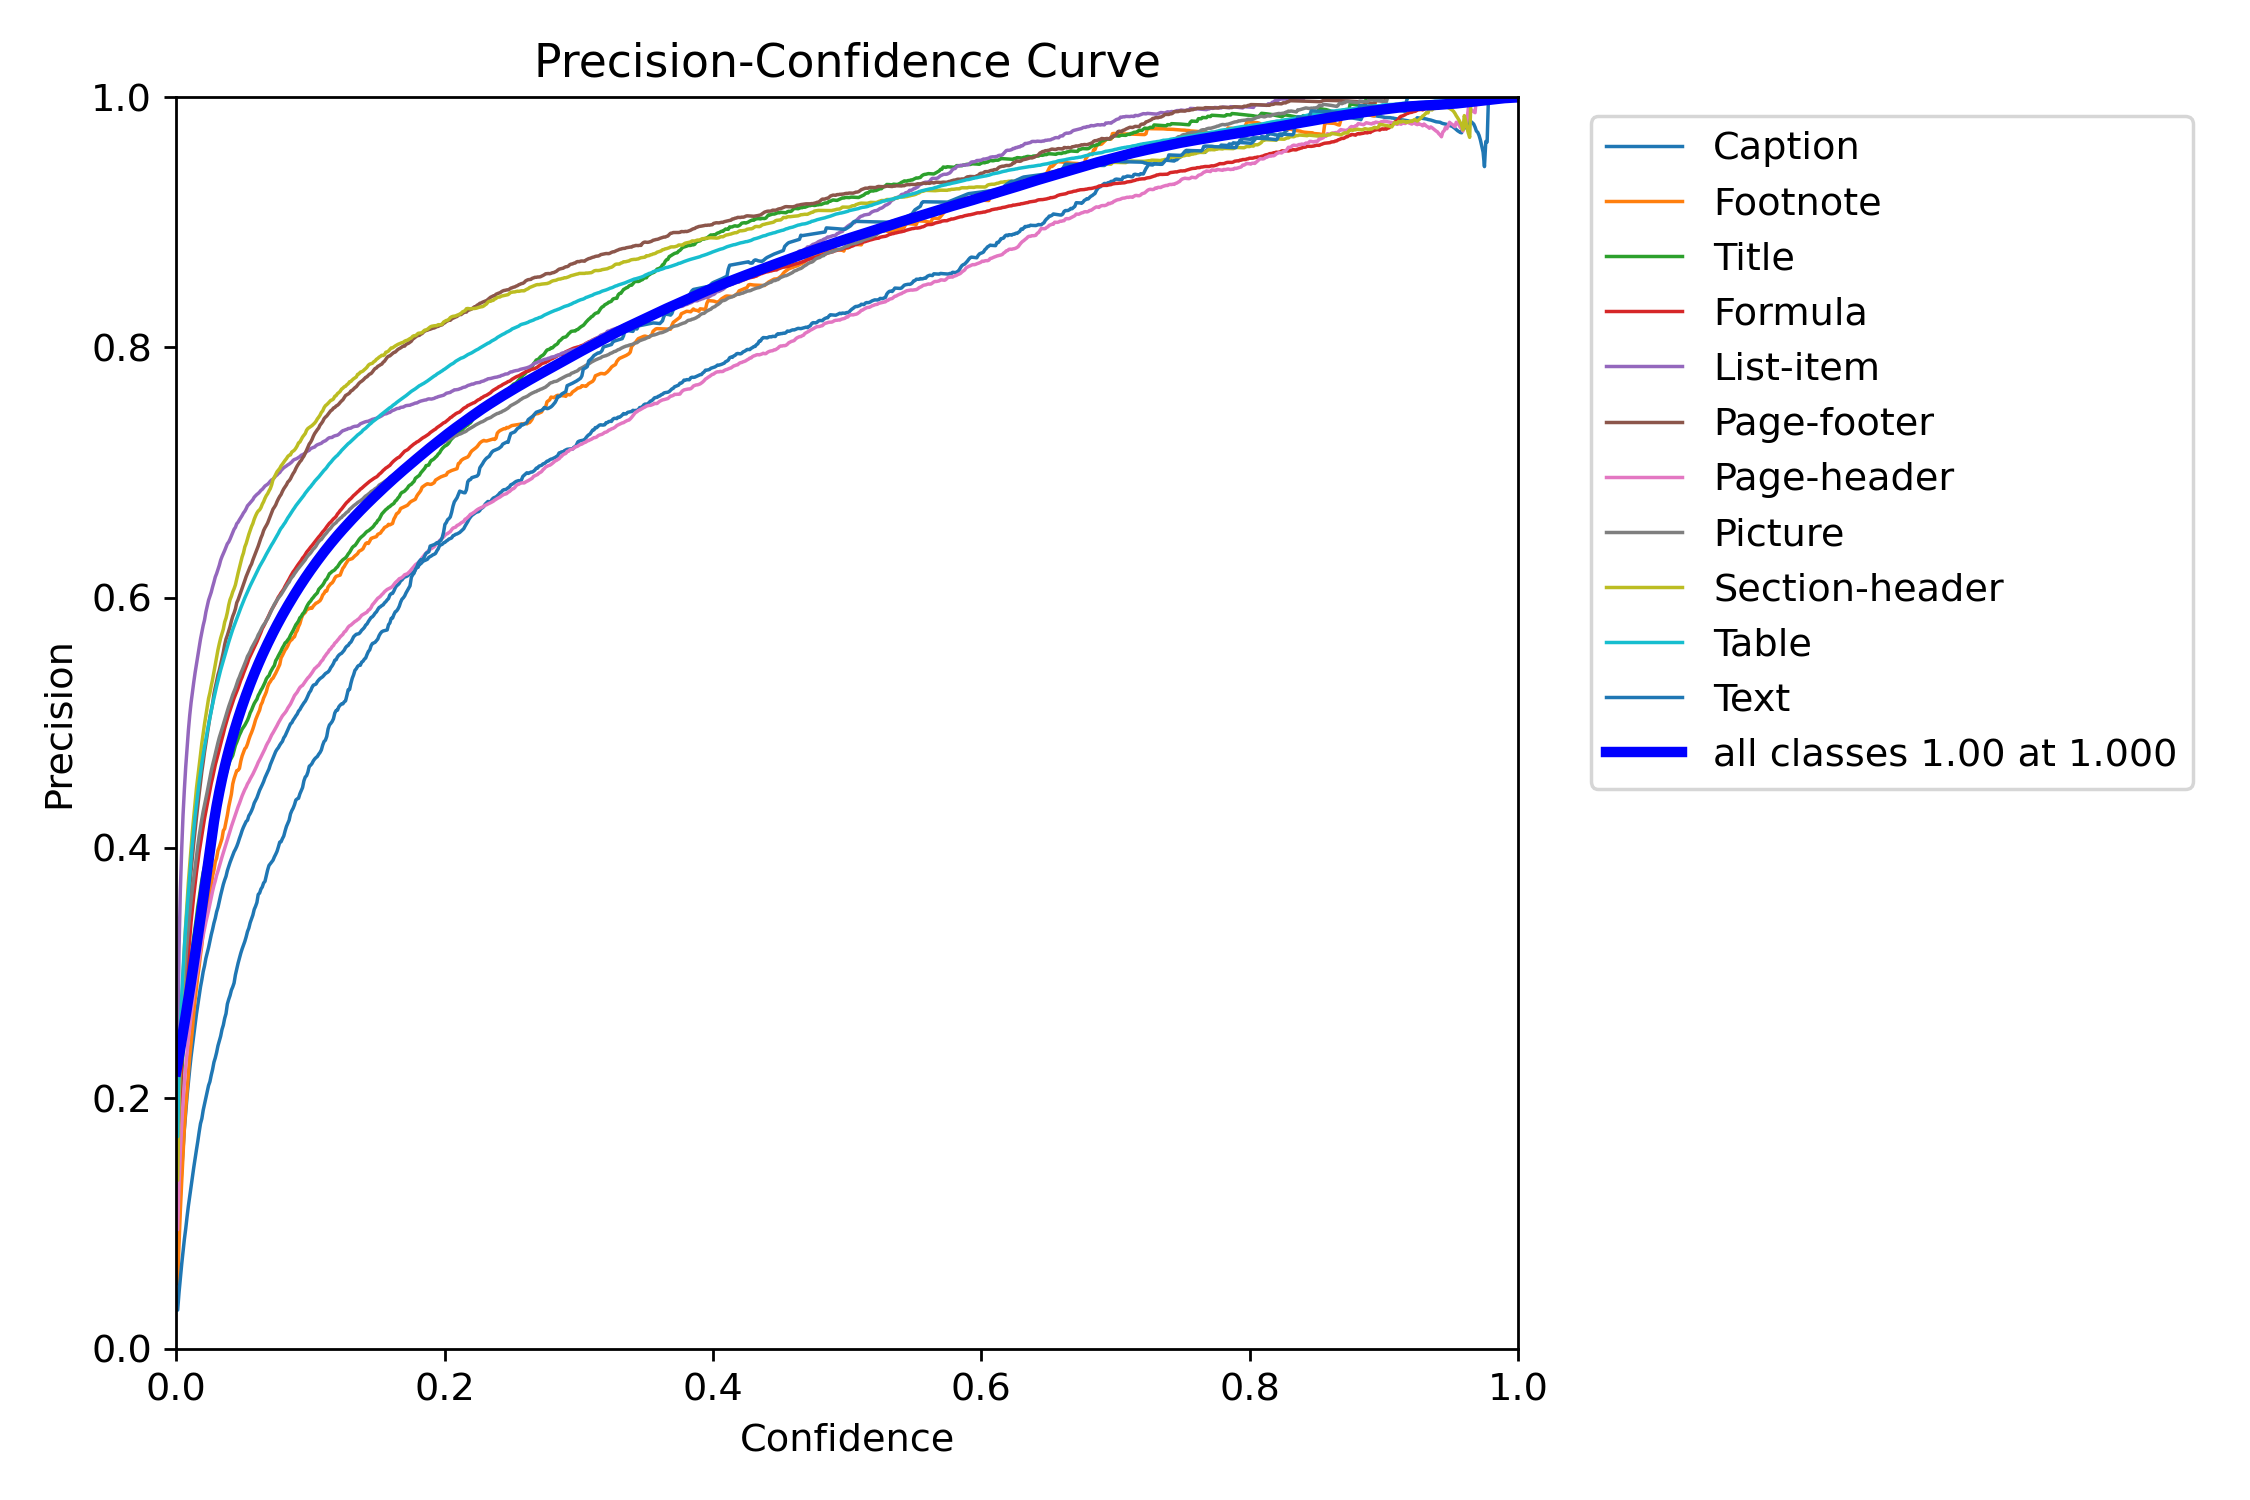 Precision-Confidence Curve
1.0
0.8
0.6
0.4
0.2
0.0
Precision
0.0 0.2 0.4 0.6 0.8 1.0
Confidence
Caption
Footnote
Title
Formula
List-item
Page-footer
Page-header
Picture
Section-header
Table
Text
all classes 1.00 at 1.000